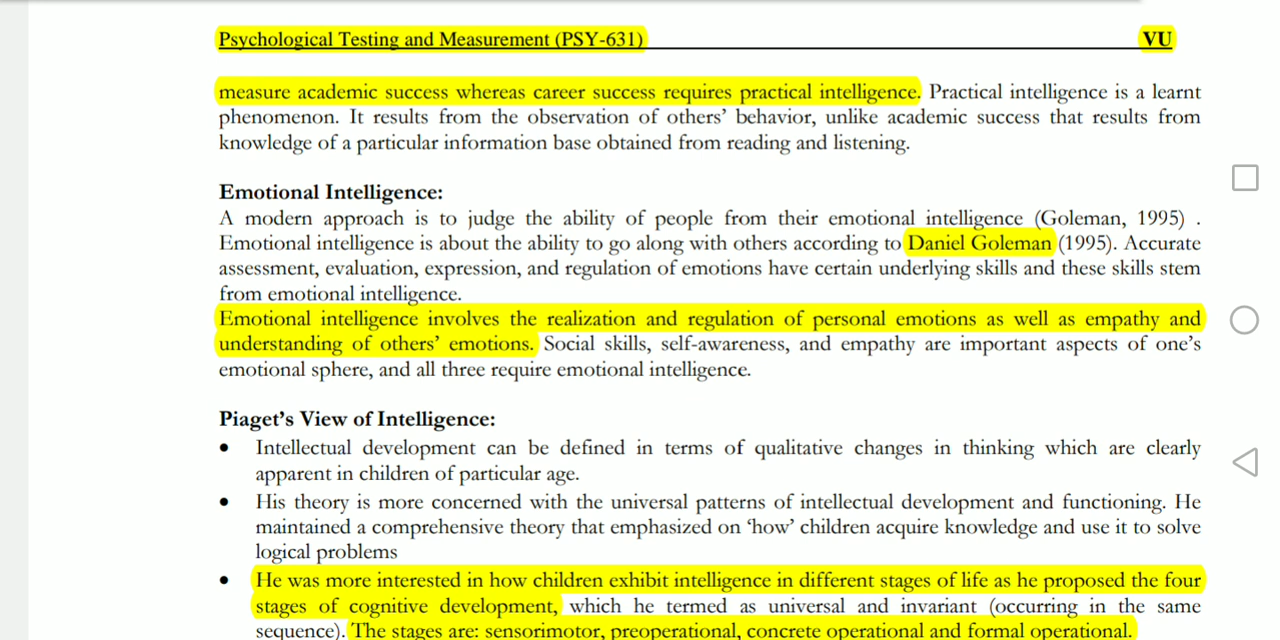 Psychological Testing and Measurement (PSY-631) VU
measure academic success whereas career success requires practical intelligence. Practical intelligence is a learnt
phenomenon. It results from the observation of others’ behavior, unlike academic success that results from
knowledge of a particular information base obtained from reading and listening.
Emotional Intelligence:
A modern approach is to judge the ability of people from their emotional intelligence (Goleman, 1995) .
Emotional intelligence is about the ability to go along with others according to Daniel Goleman (1995). Accurate
assessment, evaluation, expression, and regulation of emotions have certain underlying skills and these skills stem
from emotional intelligence.
Emotional intelligence involves the realization and regulation of personal emotions as well as empathy and
understanding of others’ emotions. Social skills, self-awareness, and empathy are important aspects of one’s
emotional sphere, and all three require emotional intelligence.
Piaget’s View of Intelligence:
• Intellectual development can be defined in terms of qualitative changes in thinking which are clearly
apparent in children of particular age.
• His theory is more concerned with the universal patterns of intellectual development and functioning. He
maintained a comprehensive theory that emphasized on ‘how’ children acquire knowledge and use it to solve
logical problems
• He was more interested in how children exhibit intelligence in different stages of life as he proposed the four
stages of cognitive development, which he termed as universal and invariant (occurring in the same
sequence). The stages are: sensorimotor, preoperational, concrete operational and formal operational.